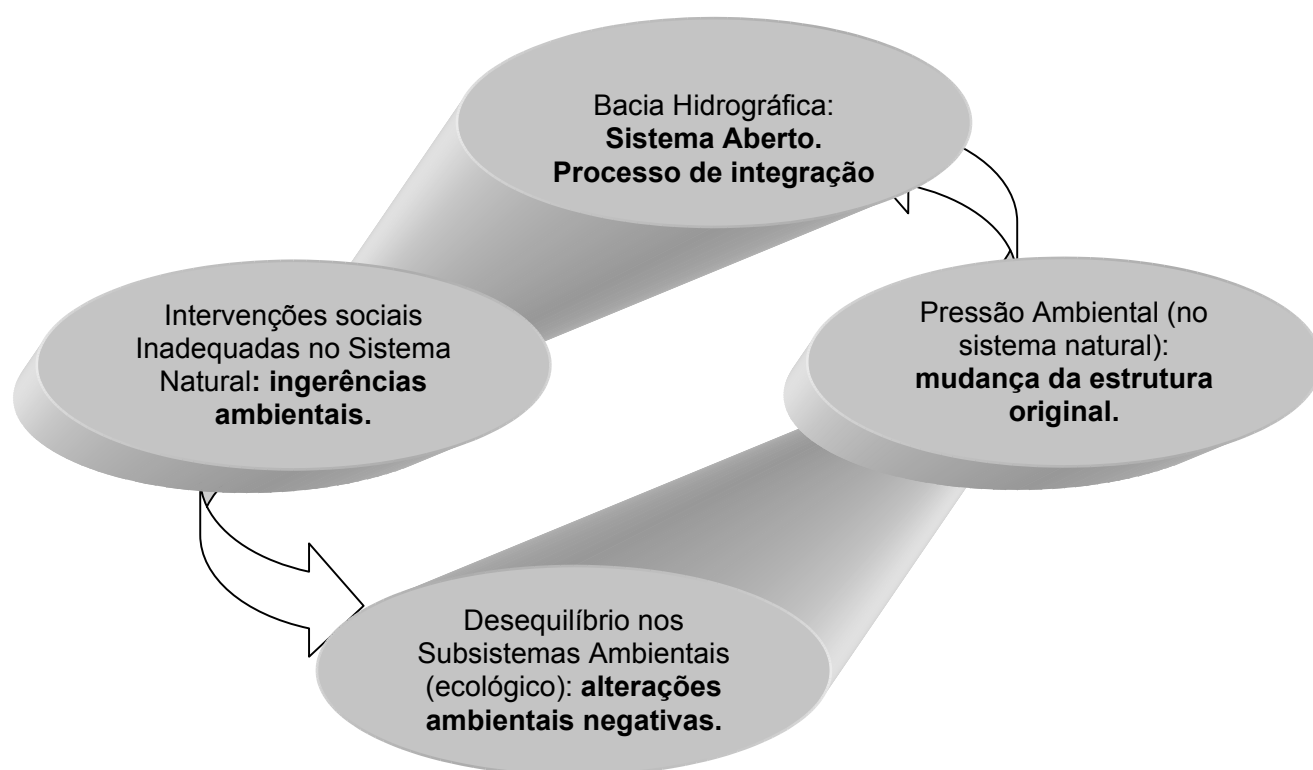 Bacia Hidrográfica:
Sistema Aberto.
Processo de integração
Intervenções sociais
Inadequadas no Sistema
Natural: ingerências
ambientais.
Pressão Ambiental (no
sistema natural):
mudança da estrutura
original.
Desequilíbrio nos
Subsistemas Ambientais
(ecológico): alterações
ambientais negativas.